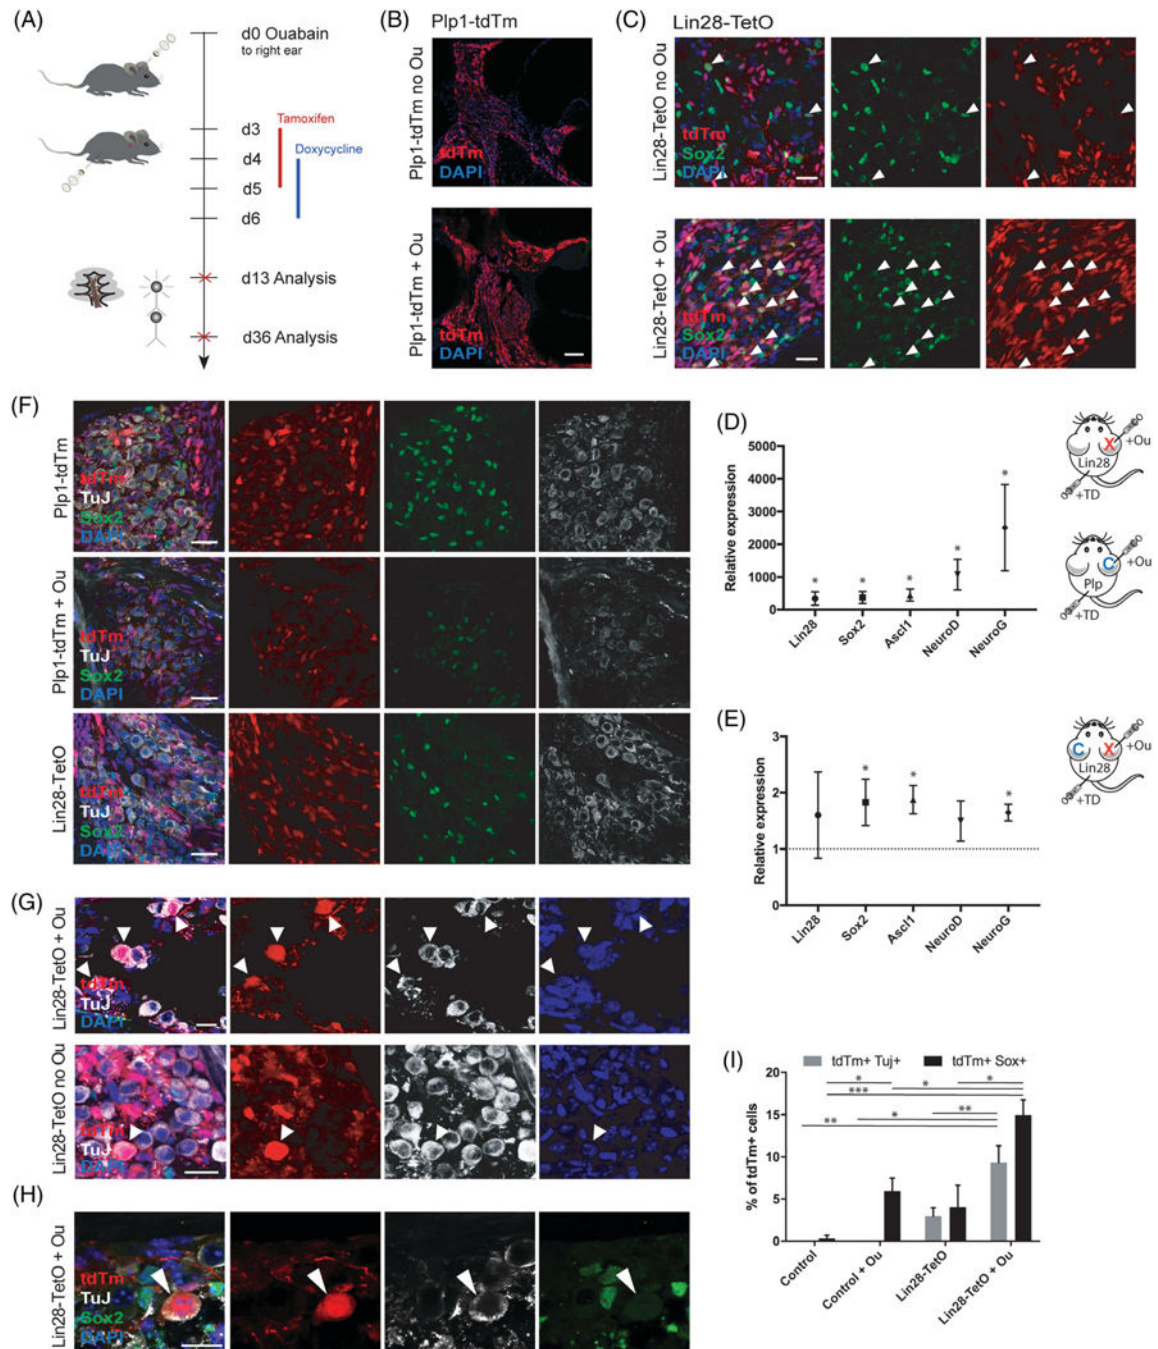 (A)
d0 Ouabain
to right ear
d3
Tamoxifen
d4
Doxycycline
d5
d6
d13 Analysis
d36 Analysis
(B)
Plp1-tdTm
Plp1-tdTm no Ou
tdTm
DAPI
Plp1-tdTm + Ou
tdTm
DAPI
(C)
Lin28-TetO
Lin28-TetO no Ou
tdTm
Sox2
DAPI
Lin28-TetO + Ou
tdTm
Sox2
DAPI
(F)
Plp1-tdTm
tdTm
TuJ
Sox2
DAPI
Plp1-tdTm + Ou
tdTm
TuJ
Sox2
DAPI
Lin28-TetO
tdTm
TuJ
Sox2
DAPI
(D)
Relative expression
5000
4000
3000
2000
1000
0
* * * * *
Lin28
Sox2
Ascl1
NeuroD
NeuroG
X
+Ou
Lin28
+TD
C
+Ou
Plp
+TD
(E)
Relative expression
3
2
1
0
* * *
Lin28
Sox2
Ascl1
NeuroD
NeuroG
C X
+Ou
Lin28
+TD
(G)
Lin28-TetO + Ou
tdTm
TuJ
DAPI
Lin28-TetO no Ou
tdTm
TuJ
DAPI
(H)
Lin28-TetO + Ou
tdTm
TuJ
Sox2
DAPI
(I)
tdTm+ Tuj+
tdTm+ Sox+
% of tdTm+ cells
20
15
10
5
0
* * *
***
** * **
Control
Control + Ou
Lin28-TetO
Lin28-TetO + Ou